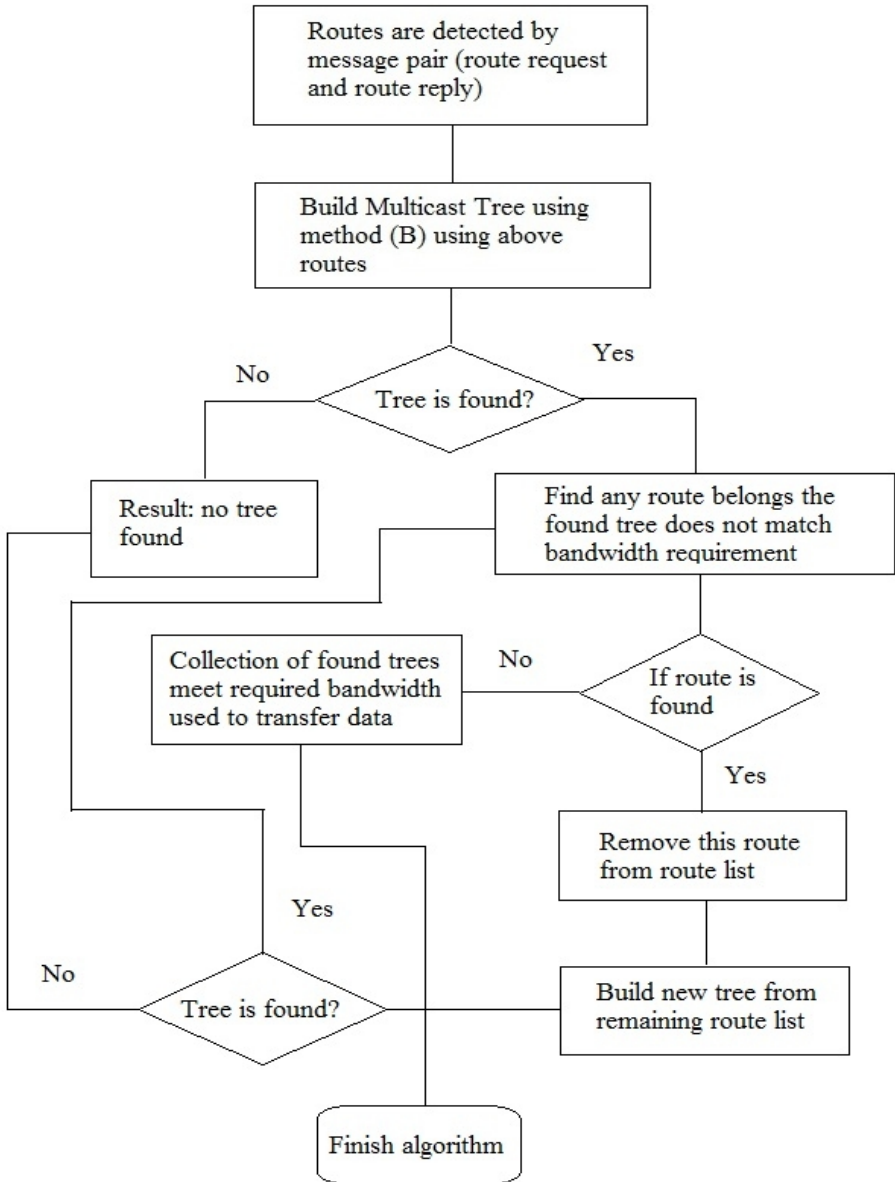 Routes are detected by
message pair (route request
and route reply)
Build Multicast Tree using
method (B) using above
routes
No
Yes
Tree is found?
Result: no tree
found
Find any route belongs the
found tree does not match
bandwidth requirement
Collection of found trees
meet required bandwidth
used to transfer data
No
If route is
found
Yes
Remove this route
from route list
Yes
No
Tree is found?
Build new tree from
remaining route list
Finish algorithm